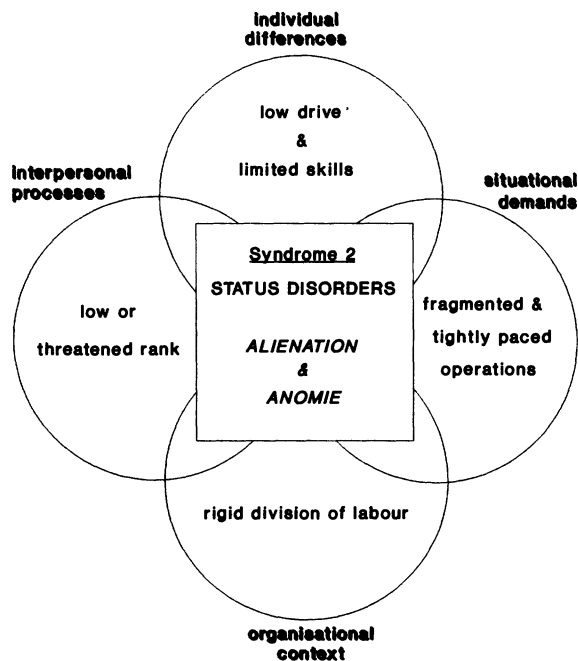 individual
differences
low drive
&
limited skills
interpersonal
processes
situational
demands
Syndrome 2
STATUS DISORDERS
ALIENATION
&
ANOMIE
low or
threatened rank
fragmented &
tightly paced
operations
rigid division of labour
organisational
context